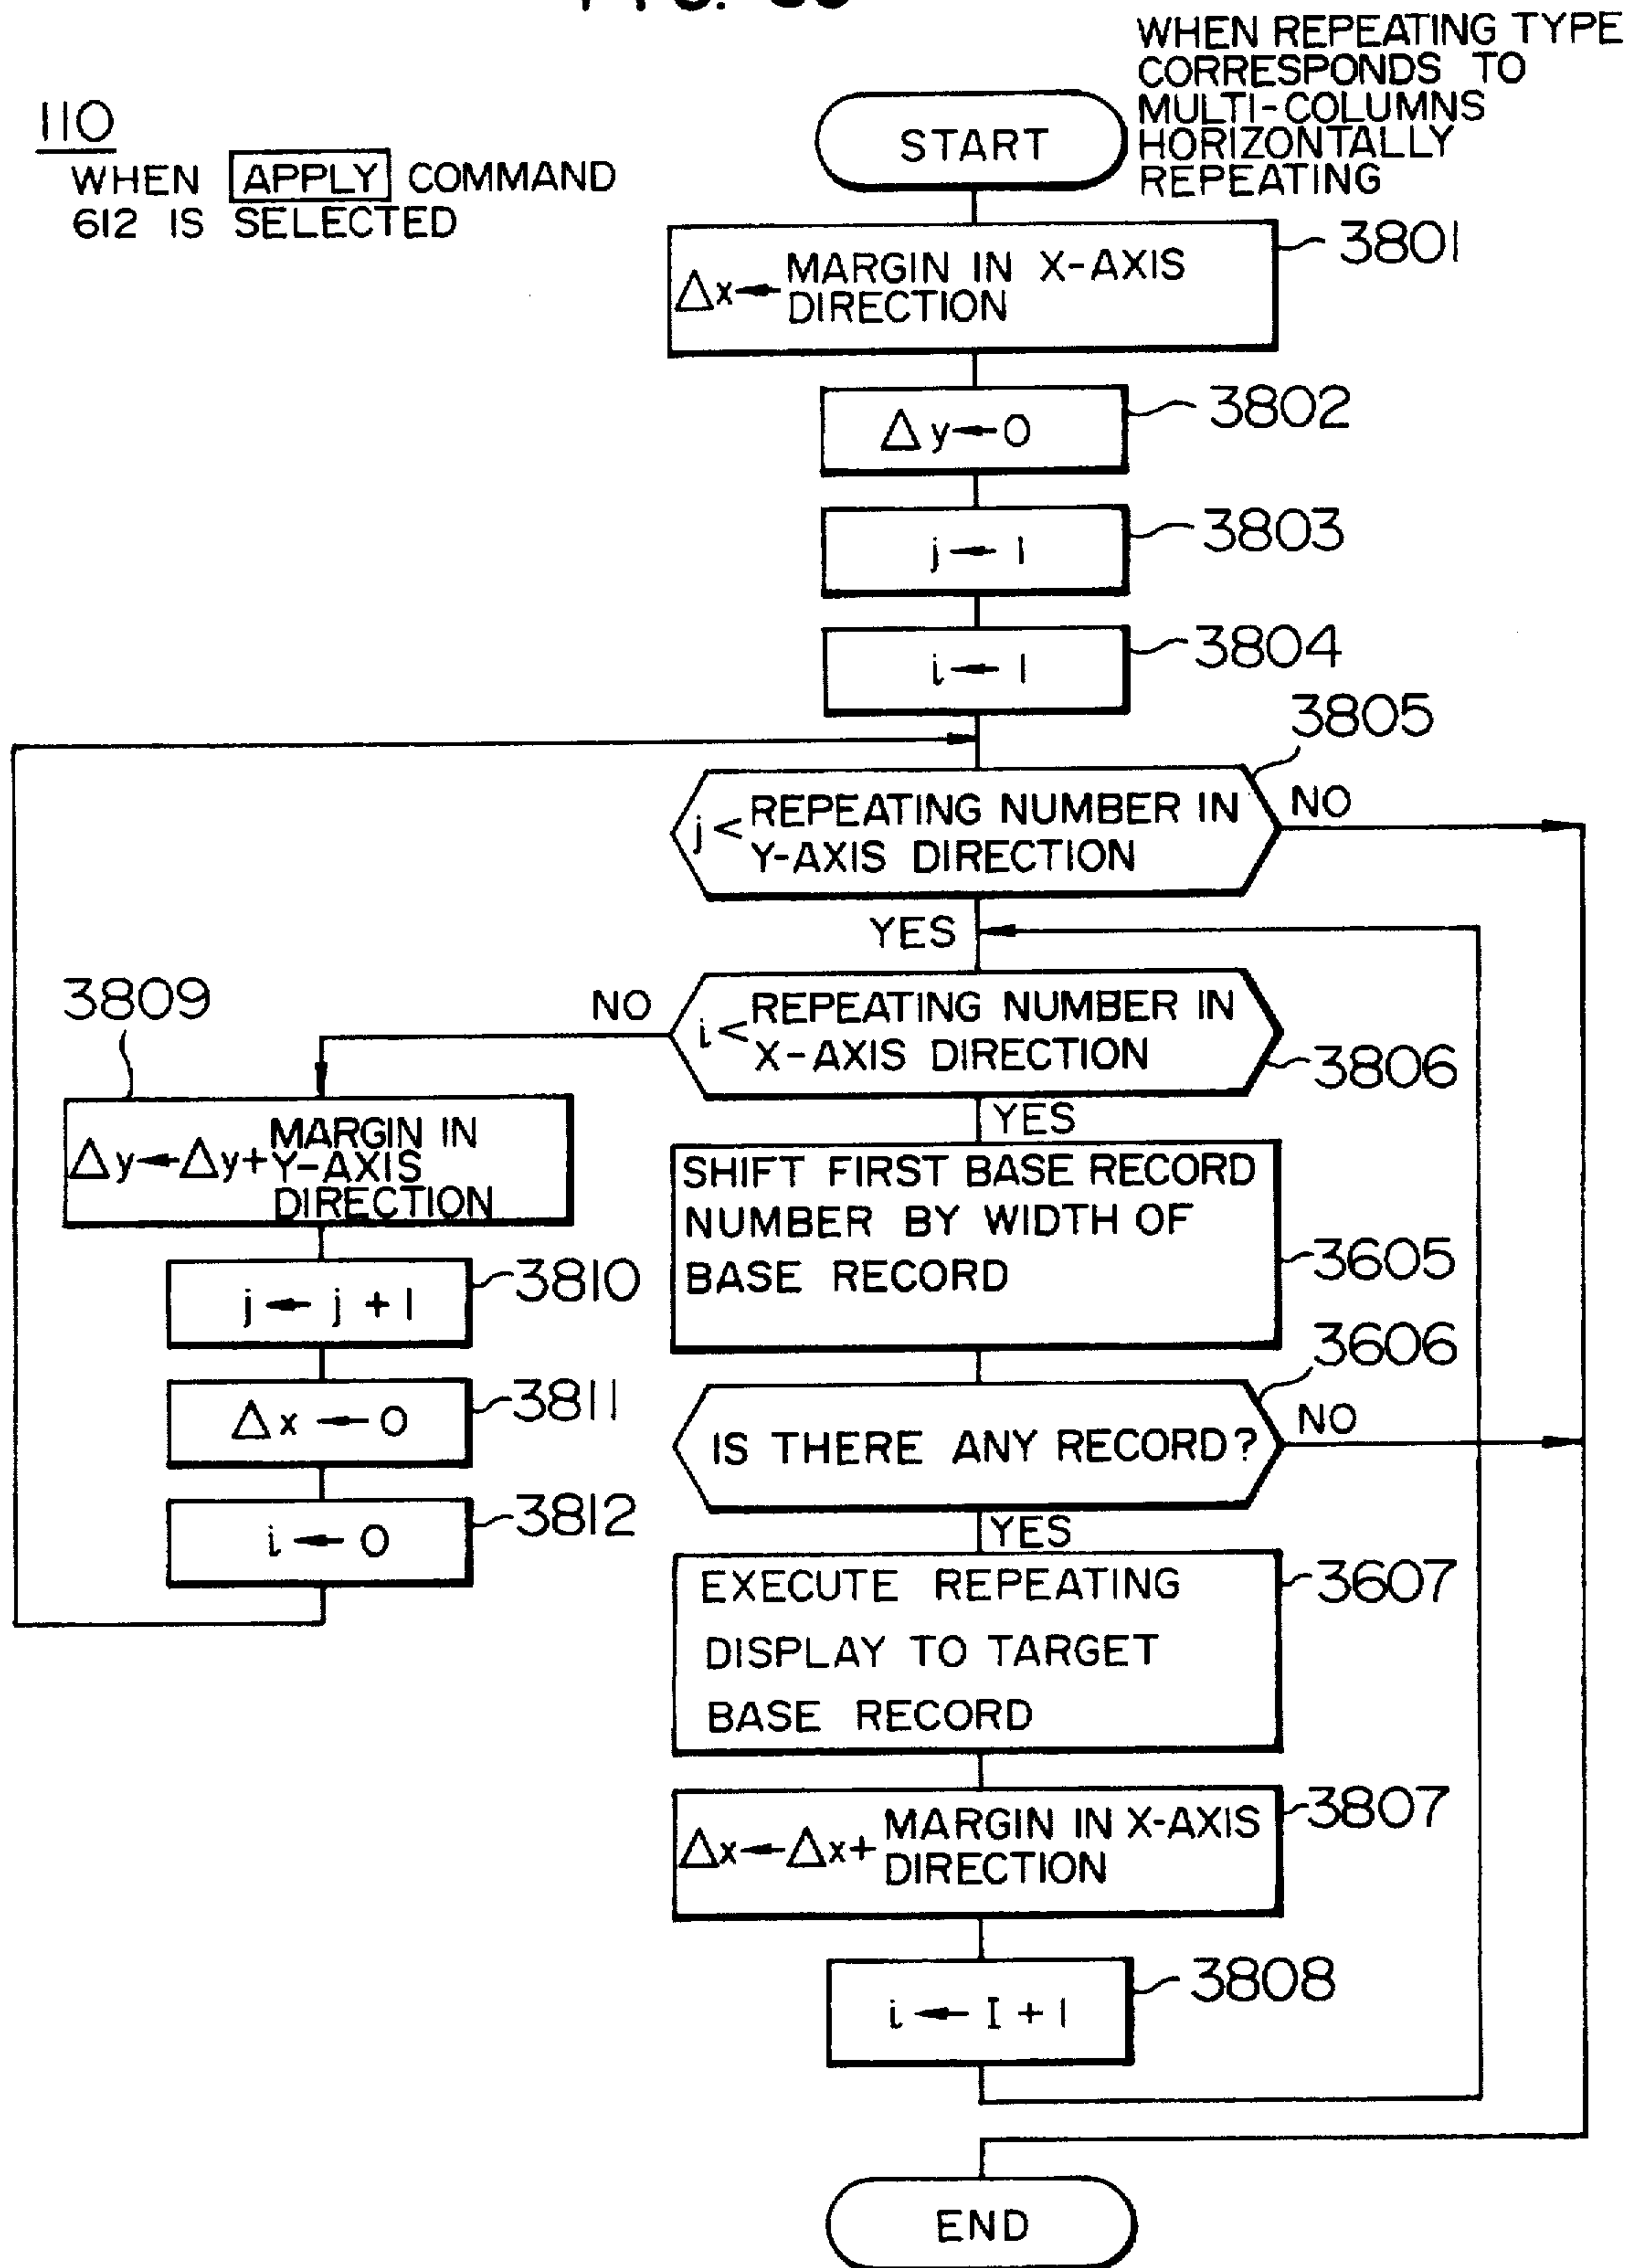 WHEN REPEATING TYPE
CORRESPONDS TO
MULTI-COLUMNS
HORIZONTALLY
REPEATING
110
WHEN APPLY COMMAND
612 IS SELECTED
START
Δx← MARGIN IN X-AXIS
DIRECTION
3801
Δy←0
3802
j←1
3803
i←1
3804
3805
j< REPEATING NUMBER IN
Y-AXIS DIRECTION
NO
YES
3809
NO
i< REPEATING NUMBER IN
X-AXIS DIRECTION
3806
YES
Δy←Δy+ MARGIN IN
Y-AXIS
DIRECTION
SHIFT FIRST BASE RECORD
NUMBER BY WIDTH OF
BASE RECORD
3605
j←j+1
3810
3606
Δx←0
3811
IS THERE ANY RECORD?
NO
i←0
3812
YES
EXECUTE REPEATING
DISPLAY TO TARGET
BASE RECORD
3607
Δx←Δx+ MARGIN IN X-AXIS
DIRECTION
3807
i←I+1
3808
END